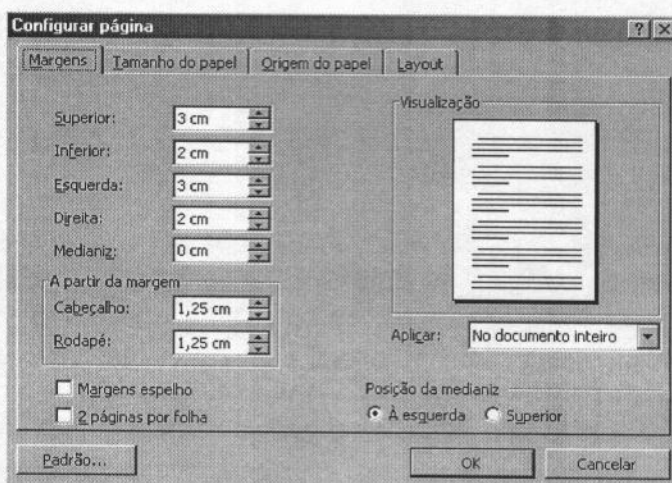 Configurar página
Margens Tamanho do papel Origem do papel Layout
Superior: 3 cm
Inferior: 2 cm
Esquerda: 3 cm
Direita: 2 cm
Medianiz: 0 cm
A partir da margem
Cabeçalho: 1,25 cm
Rodapé: 1,25 cm
Margens espelho
2 páginas por folha
Visualização
Aplicar: No documento inteiro
Posição da medianiz
À esquerda Superior
Padrão... OK Cancelar